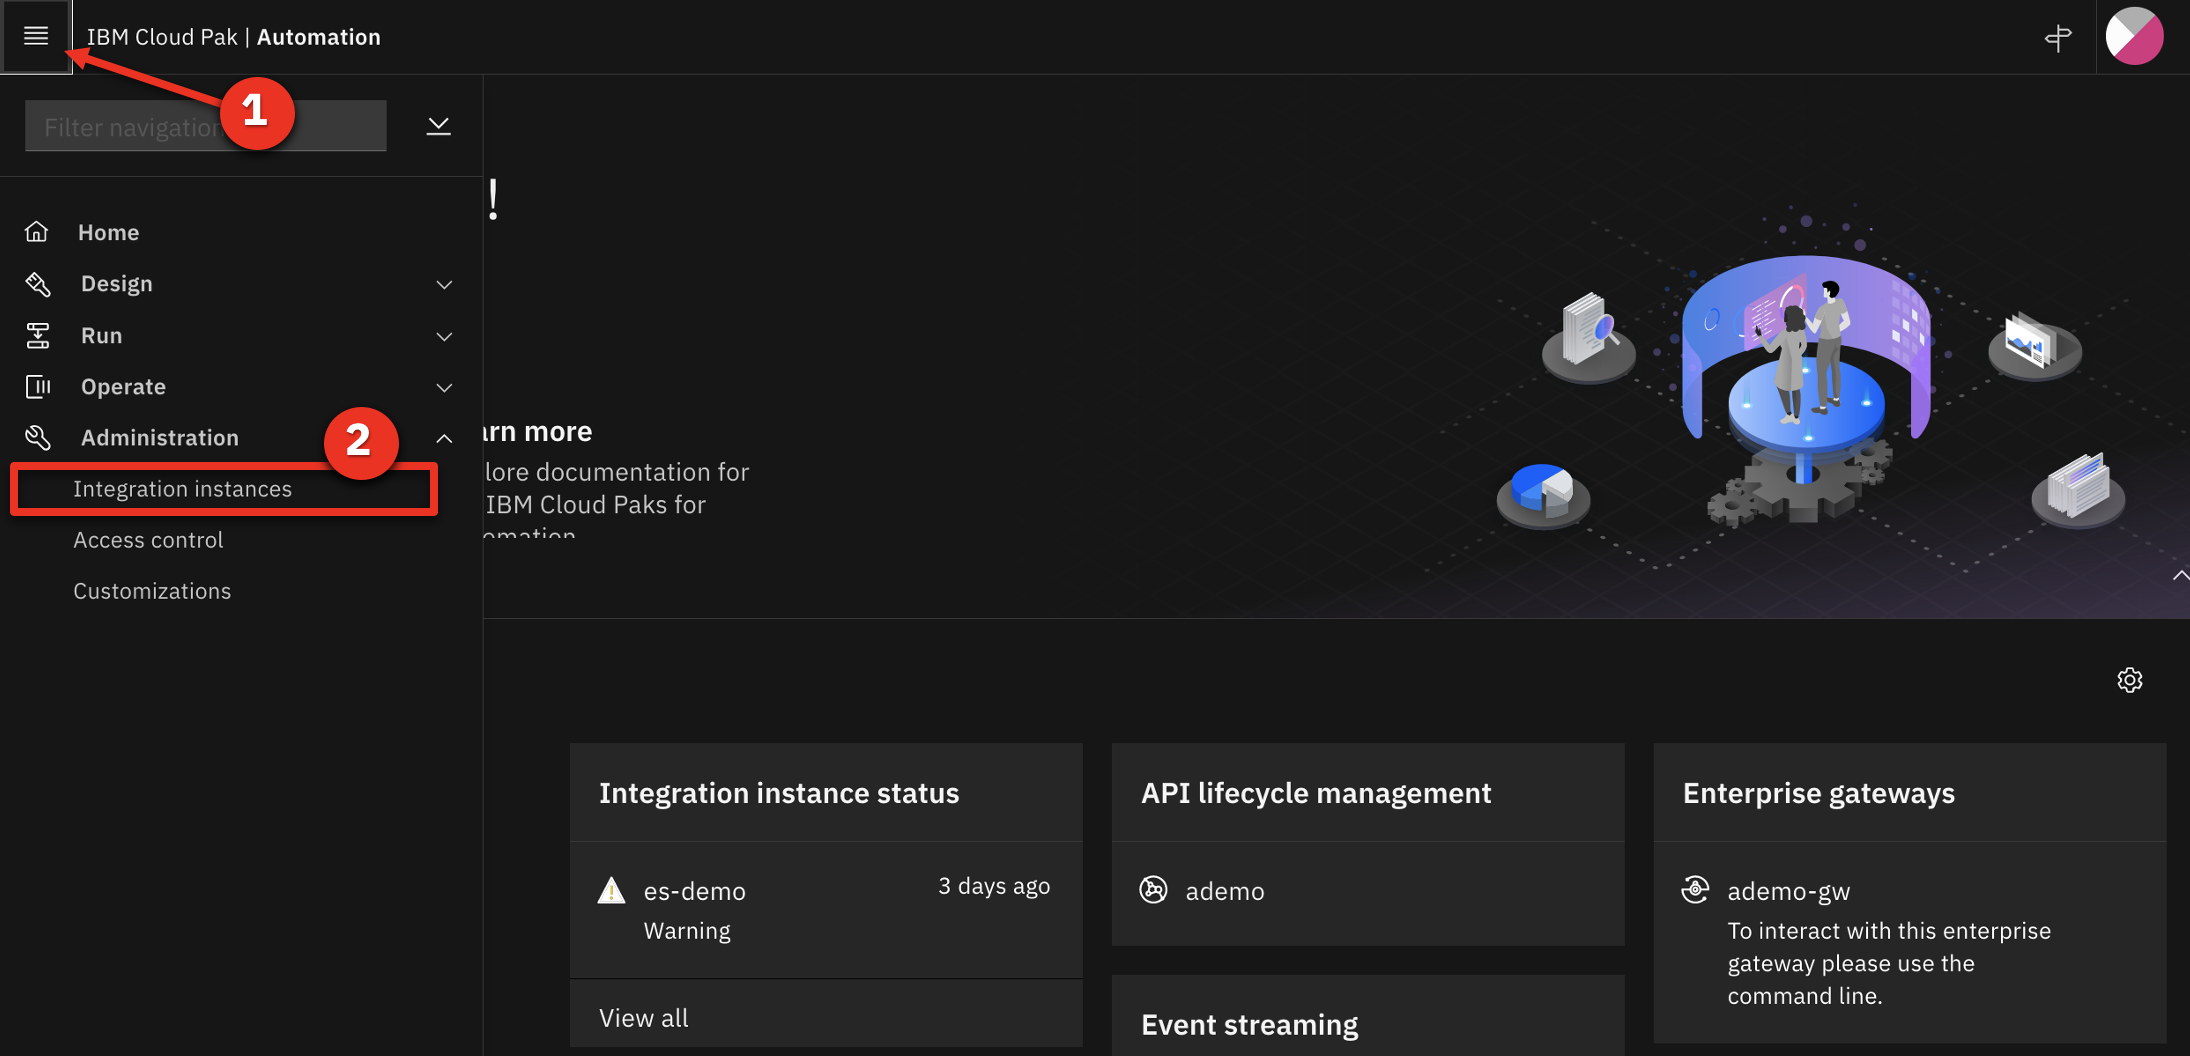 IBM Cloud Pak | Automation
1
Filter navigation
!
Home
Design
Run
Operate
Administration
2
Integration instances
Access control
Customizations
arn more
lore documentation for
IBM Cloud Paks for
omation
Integration instance status
es-demo
3 days ago
Warning
View all
API lifecycle management
ademo
Event streaming
Enterprise gateways
ademo-gw
To interact with this enterprise
gateway please use the
command line.